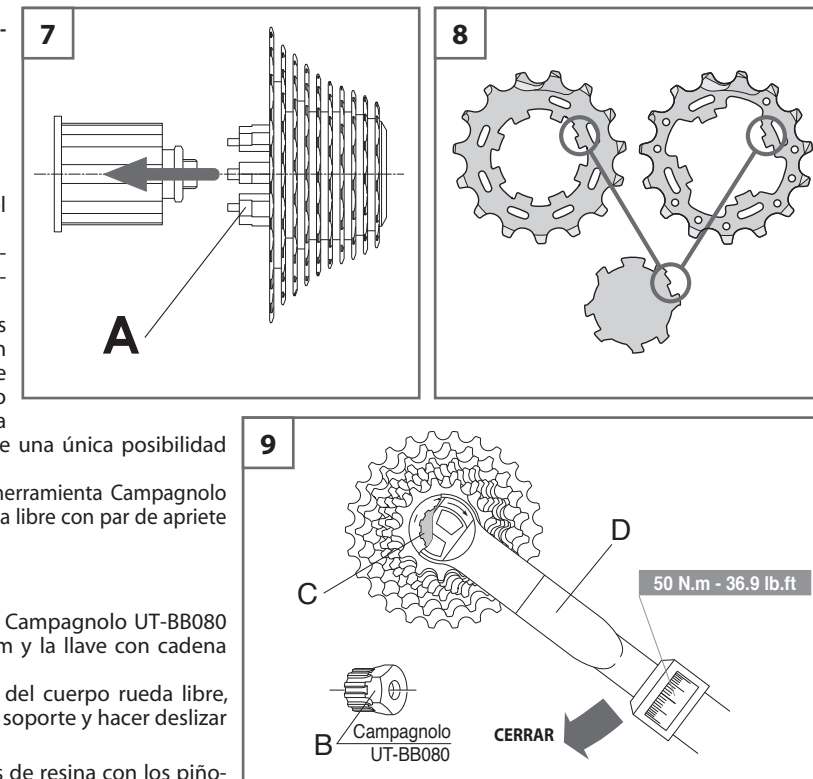 7
8
A
l
s
n
e
o
a
e una única posibilidad
herramienta Campagnolo
a libre con par de apriete
Campagnolo UT-BB080
m y la llave con cadena
del cuerpo rueda libre,
soporte y hacer deslizar
s de resina con los piño-
9
C
D
50 N.m - 36.9 lb.ft
B
Campagnolo
UT-BB080
CERRAR